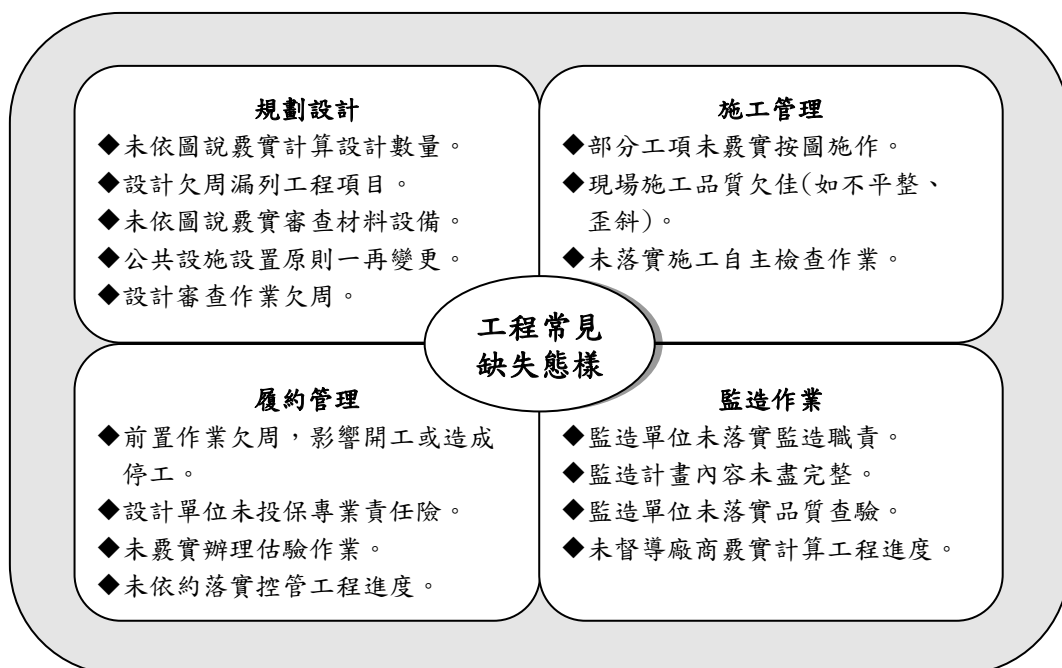 規劃設計
◆未依圖說覈實計算設計數量。
◆設計欠周漏列工程項目。
◆未依圖說覈實審查材料設備。
◆公共設施設置原則一再變更。
◆設計審查作業欠周。
施工管理
◆部分工項未覈實按圖施作。
◆現場施工品質欠佳(如不平整、
歪斜)。
◆未落實施工自主檢查作業。
工程常見
缺失態樣
履約管理
◆前置作業欠周，影響開工或造成
停工。
◆設計單位未投保專業責任險。
◆未覈實辦理估驗作業。
◆未依約落實控管工程進度。
監造作業
◆監造單位未落實監造職責。
◆監造計畫內容未盡完整。
◆監造單位未落實品質查驗。
◆未督導廠商覈實計算工程進度。